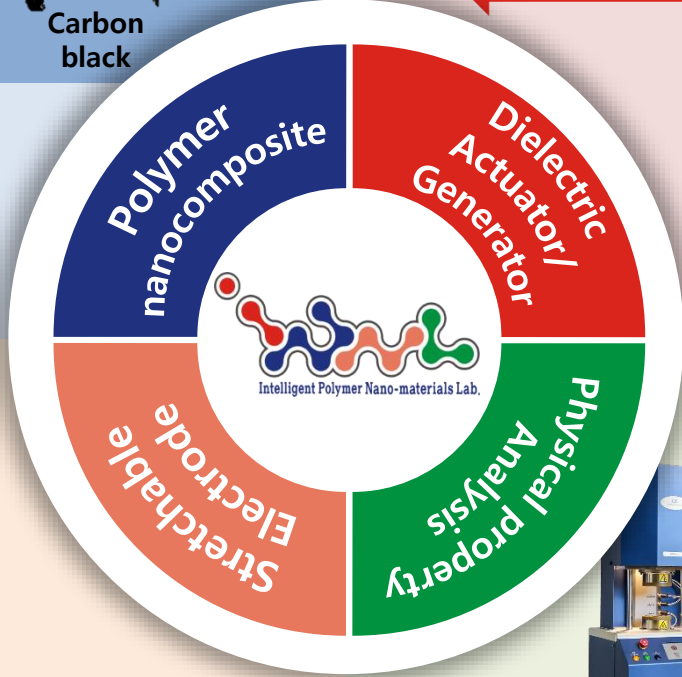 Carbon
black
Polymer
nanocomposite
Dielectric
Actuator/
Generator
Intelligent Polymer Nano-materials Lab.
Stretchable
Electrode
Physical property
Analysis